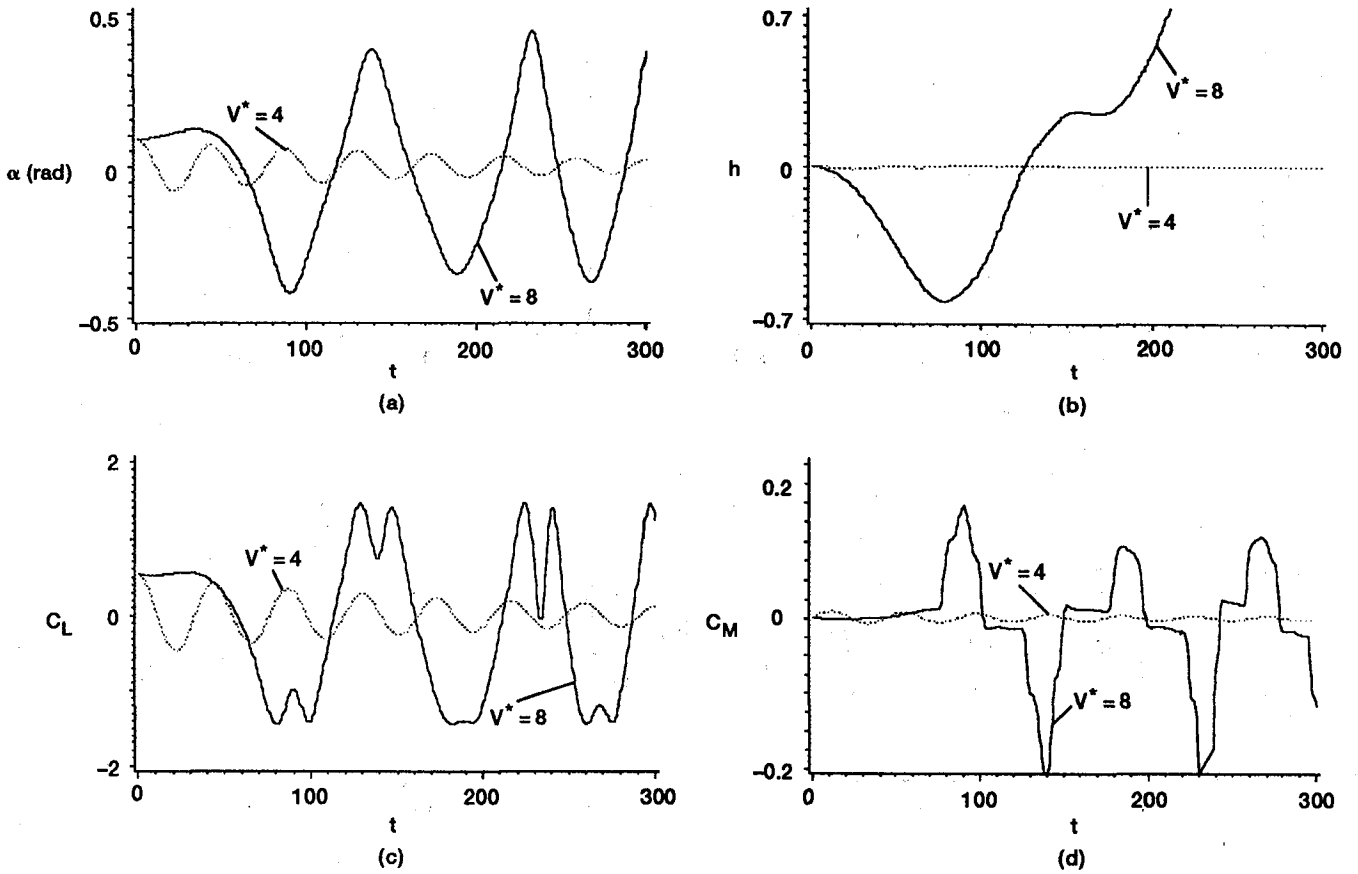 0.5
V* = 4
α (rad)
0
V* = 8
−0.5
0
100
200
300
t
(a)
0.7
V* = 8
h
0
V* = 4
−0.7
0
100
200
300
t
(b)
2
V* = 4
C_L
0
V* = 8
−2
0
100
200
300
t
(c)
0.2
V* = 4
C_M
0
V* = 8
−0.2
0
100
200
300
t
(d)